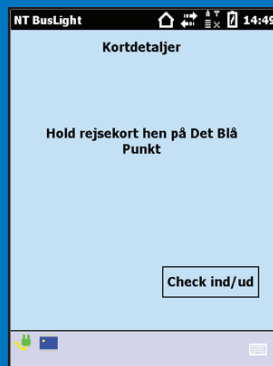 NT BusLight 14:49
Kortdetaljer
Hold rejsekort hen på Det Blå
Punkt
Check ind/ud